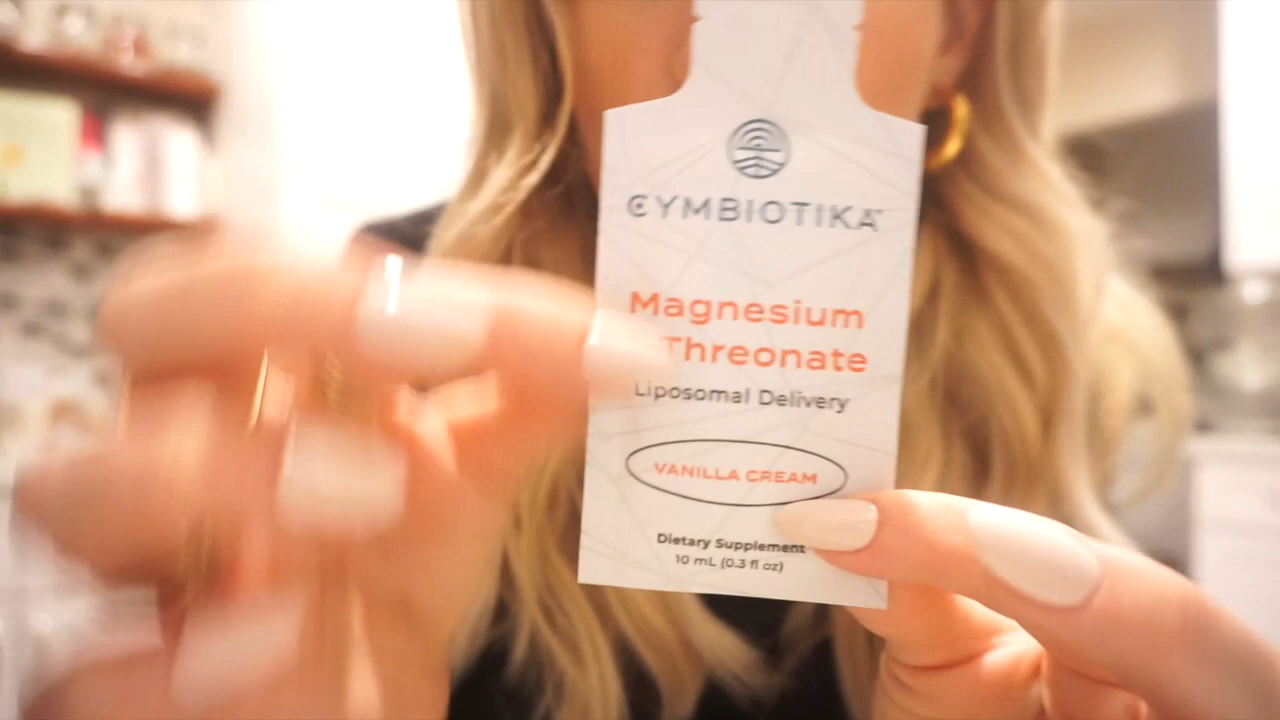 CYMBIOTIKA
Magnesium
Threonate
Liposomal Delivery
VANILLA CREAM
Dietary Supplement
10 mL (0.3 fl oz)